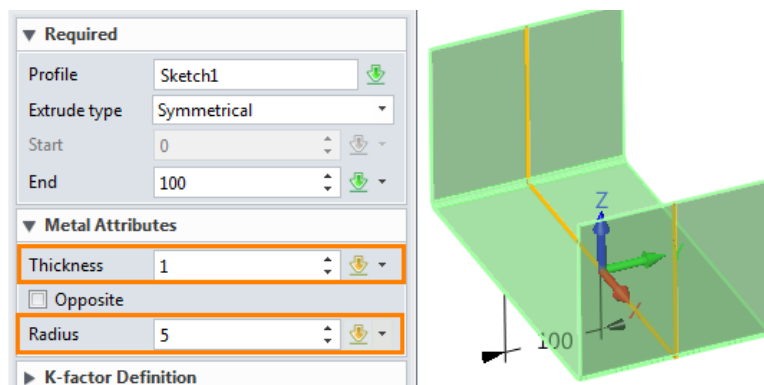 Required
Profile Sketch1
Extrude type Symmetrical
Start 0
End 100
Metal Attributes
Thickness 1
Opposite
Radius 5
K-factor Definition
Z
X
100